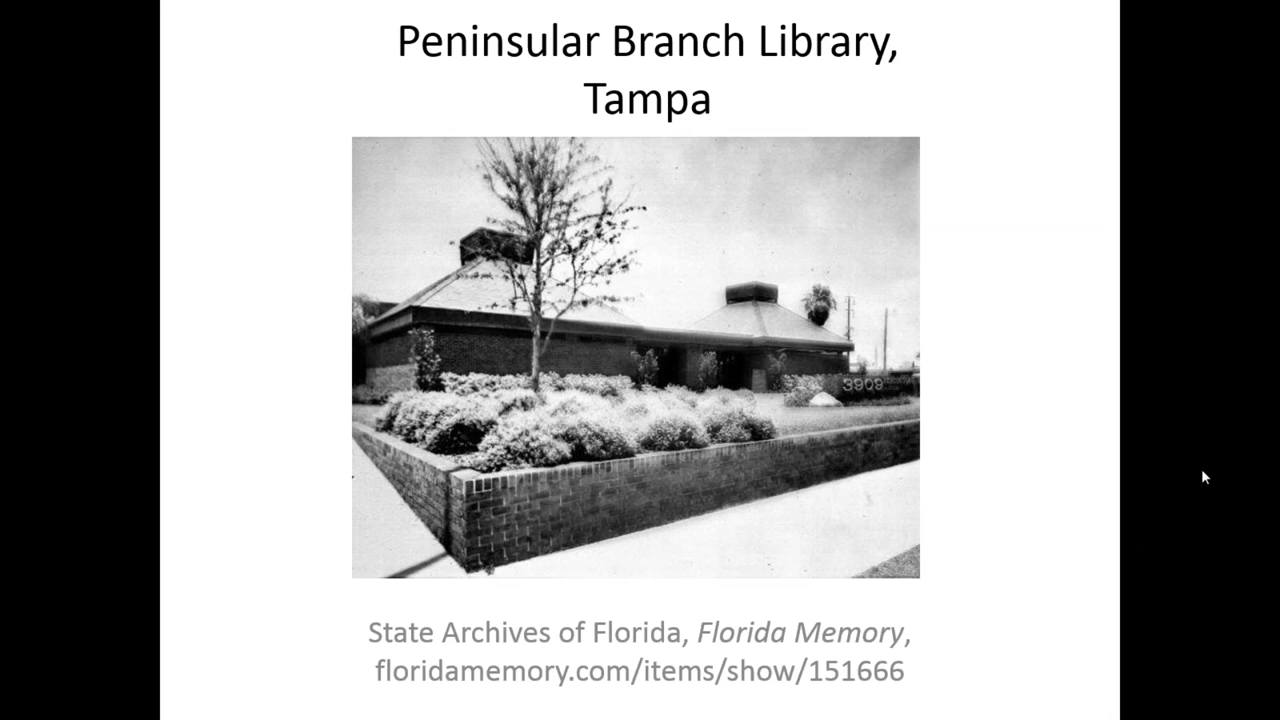 Peninsular Branch Library,
Tampa
3909
State Archives of Florida, Florida Memory,
floridamemory.com/items/show/151666